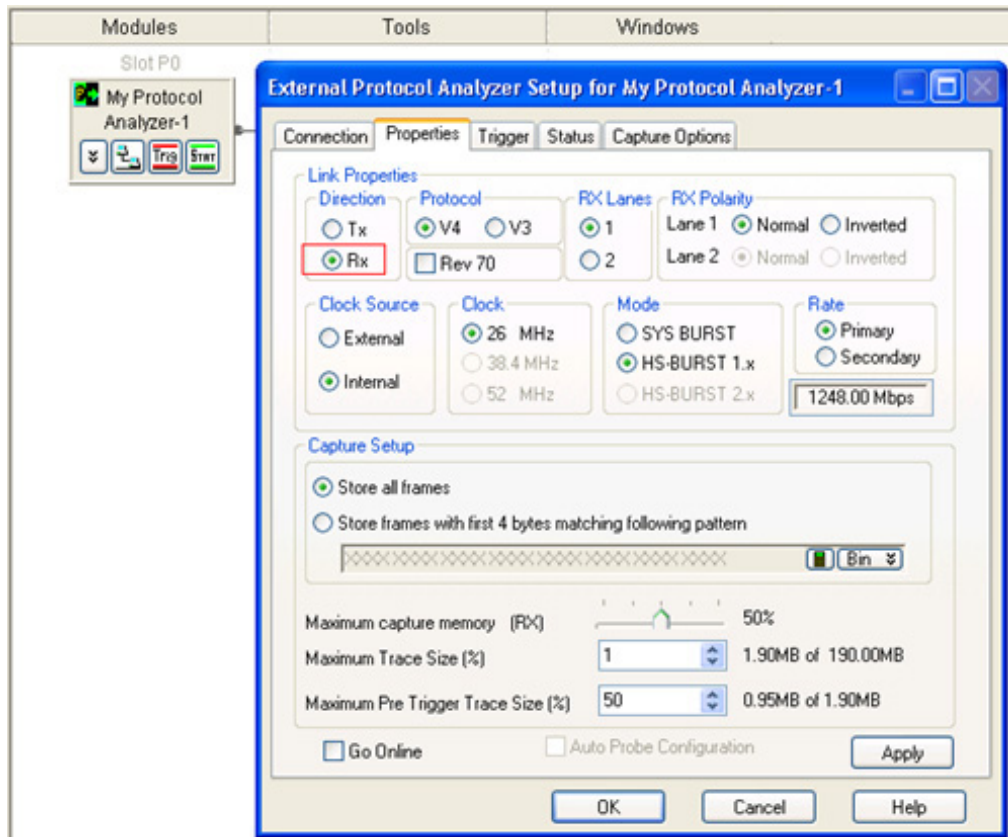 Modules Tools Windows
Slot P0
My Protocol
Analyzer-1
Trig START
External Protocol Analyzer Setup for My Protocol Analyzer-1
Connection Properties Trigger Status Capture Options
Link Properties
Direction Protocol RX Lanes RX Polarity
Tx V4 V3 1 Lane 1 Normal Inverted
Rx Rev 70 2 Lane 2 Normal Inverted
Clock Source Clock Mode Rate
External 26 MHz SYS BURST Primary
38.4 MHz HS-BURST 1.x Secondary
Internal 52 MHz HS-BURST 2.x 1248.00 Mbps
Capture Setup
Store all frames
Store frames with first 4 bytes matching following pattern
Bin
Maximum capture memory (RX) 50%
Maximum Trace Size (%) 1 1.90MB of 190.00MB
Maximum Pre Trigger Trace Size (%) 50 0.95MB of 1.90MB
Go Online Auto Probe Configuration Apply
OK Cancel Help